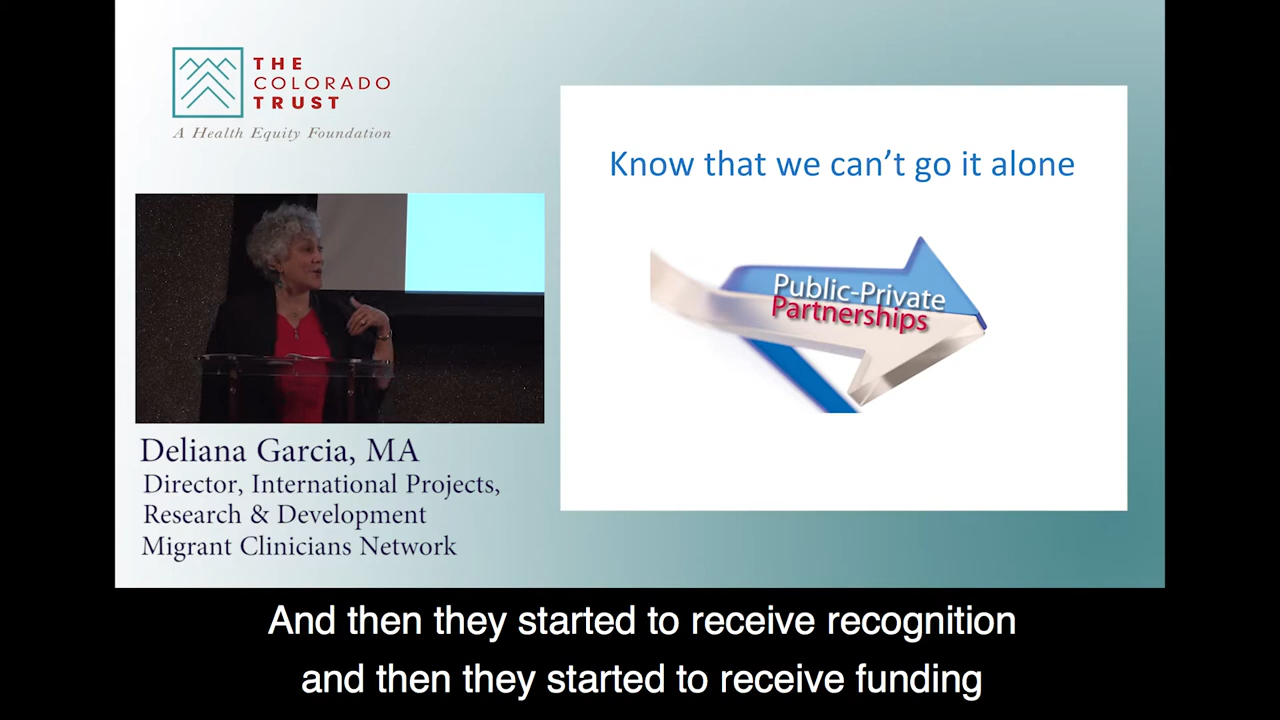 THE
COLORADO
TRUST
A Health Equity Foundation
Know that we can't go it alone
Public-Private
Partnerships
Deliana Garcia, MA
Director, International Projects,
Research & Development
Migrant Clinicians Network
And then they started to receive recognition
and then they started to receive funding